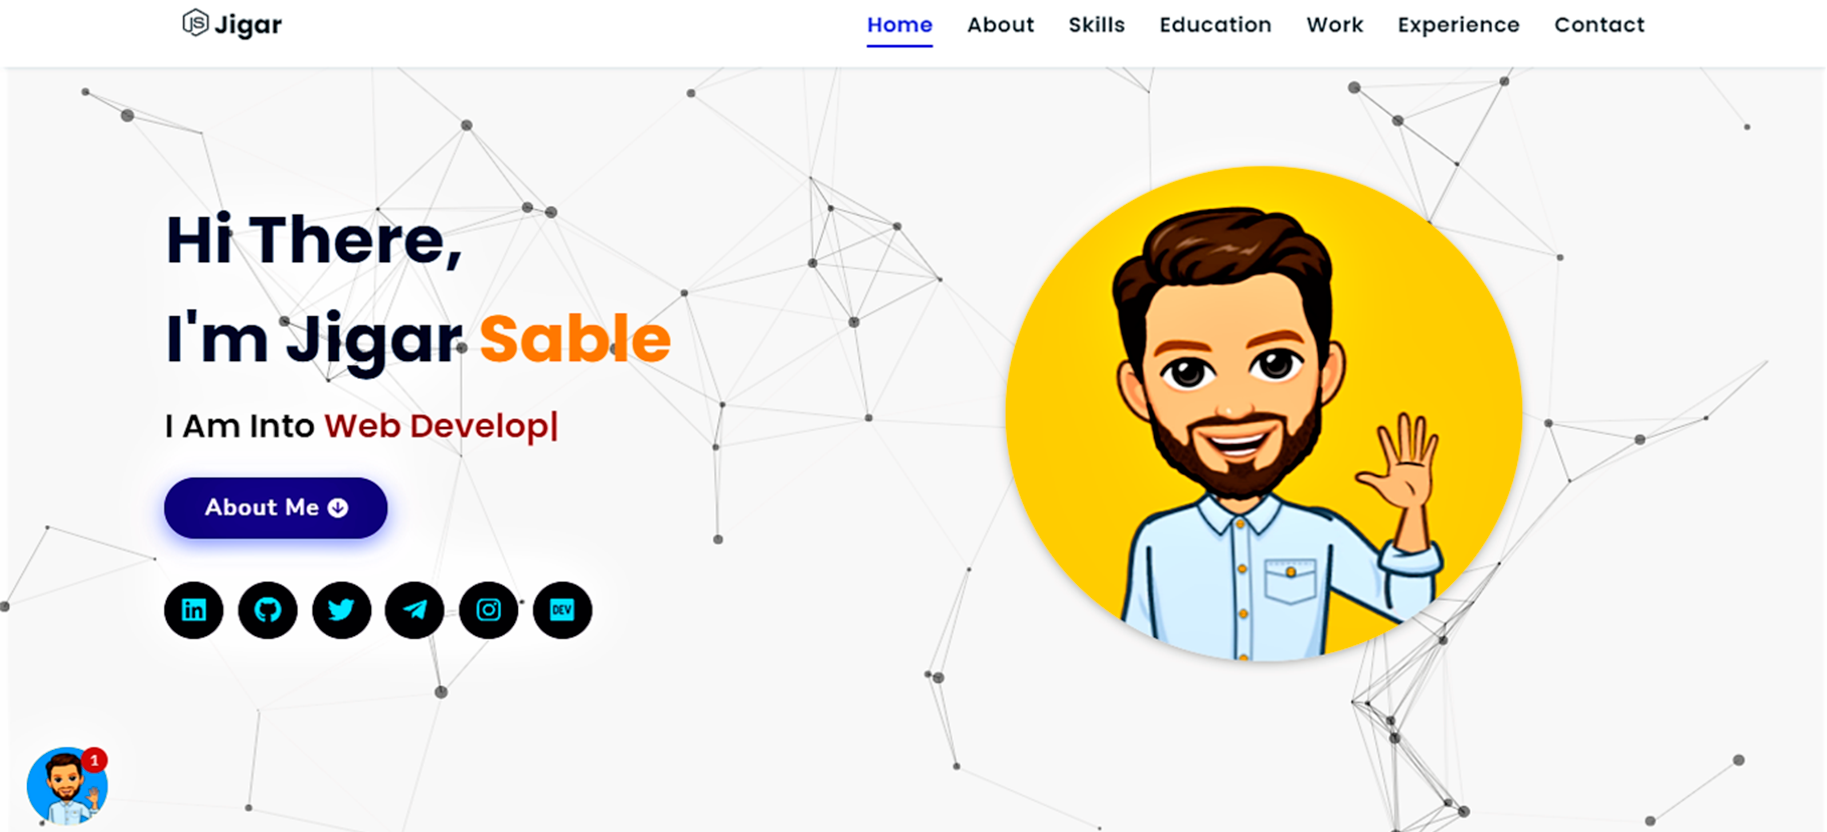 JS Jigar
Home About Skills Education Work Experience Contact
Hi There,
I'm Jigar Sable
I Am Into Web Develop|
About Me
in
DEV
1